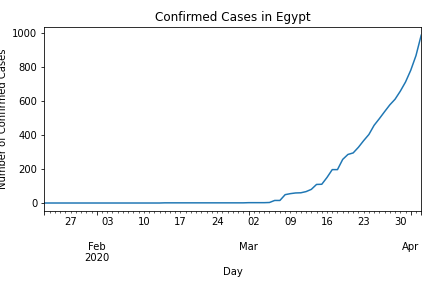 Confirmed Cases in Egypt
Number of Confirmed Cases
1000
800
600
400
200
0
27 03 10 17 24 02 09 16 23 30
Feb Mar Apr
2020
Day